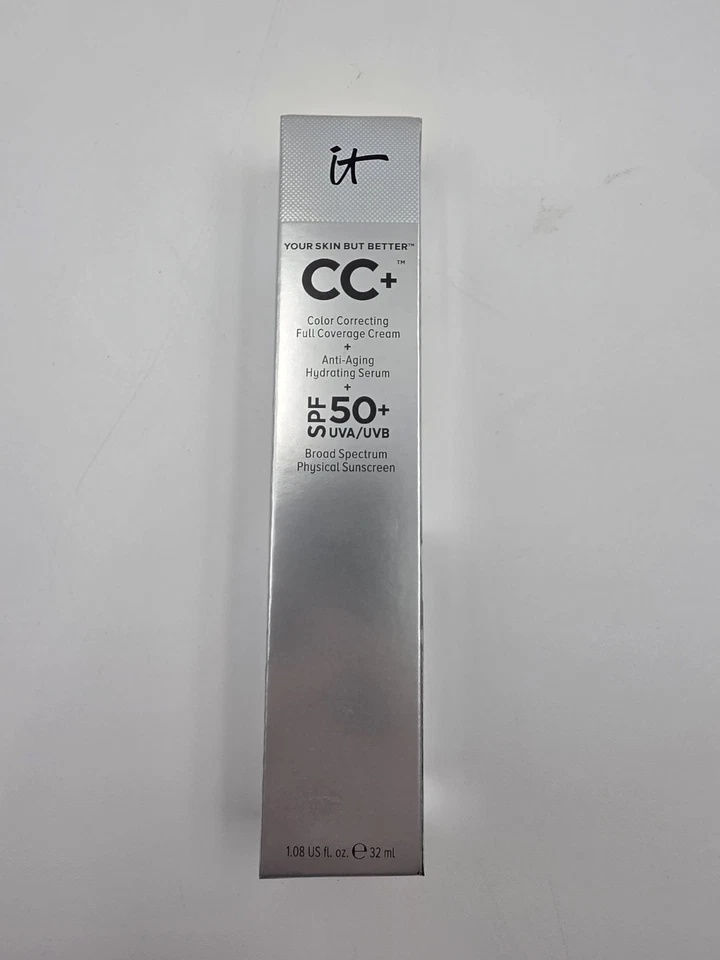 it
YOUR SKIN BUT BETTER™
CC+™
Color Correcting
Full Coverage Cream
+
Anti-Aging
Hydrating Serum
+
SPF 50+
UVA/UVB
Broad Spectrum
Physical Sunscreen
1.08 US fl. oz. ℮ 32 ml